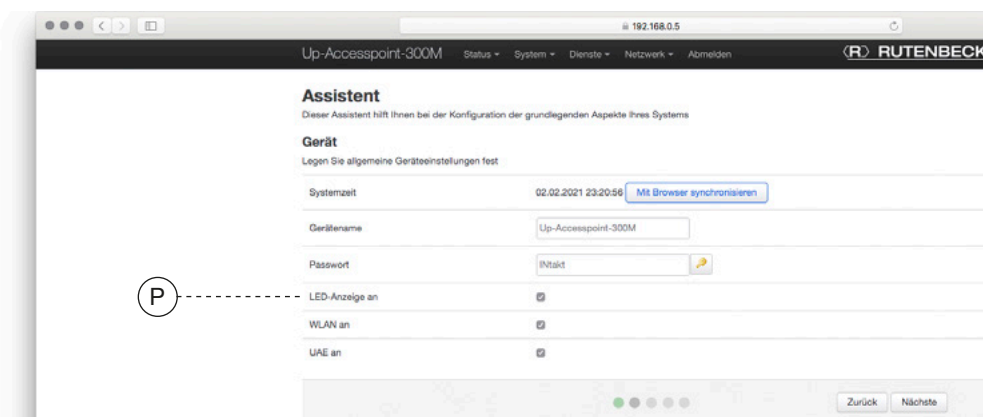 192.168.0.5
Up-Accesspoint-300M Status System Dienste Netzwerk Abmelden RUTENBECK
Assistent
Dieser Assistent hilft Ihnen bei der Konfiguration der grundlegenden Aspekte Ihres Systems
Gerät
Legen Sie allgemeine Geräteeinstellungen fest
Systemzeit 02.02.2021 23:20:56 Mit Browser synchronisieren
Gerätename Up-Accesspoint-300M
Passwort INtakt
P LED-Anzeige an
WLAN an
UAE an
Zurück Nächste